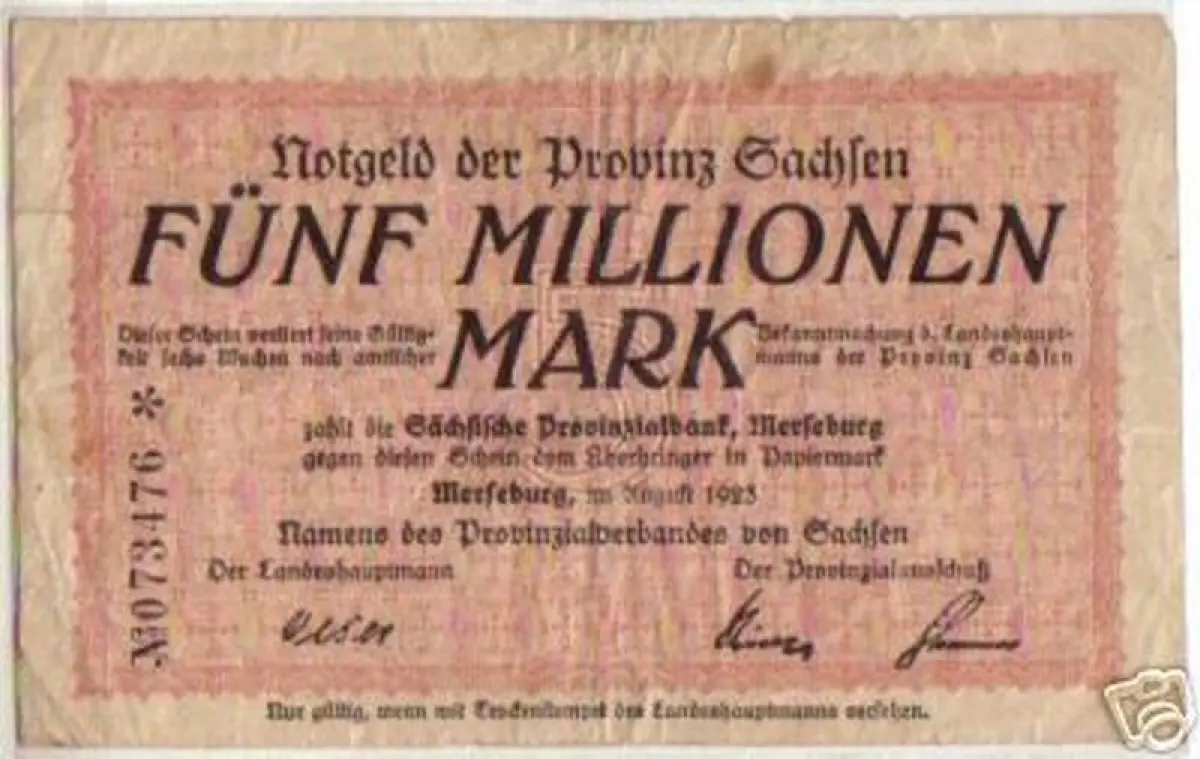 Notgeld der Provinz Sachsen
FÜNF MILLIONEN
MARK
Dieser Schein verliert seine Gültig-
keit sechs Wochen nach amtlicher
Bekanntmachung d. Landeshaupt-
manns der Provinz Sachsen
zahlt die Sächsische Provinzialbank, Merseburg
gegen diesen Schein dem Überbringer in Papiermark
Merseburg, im August 1923
Namens des Provinzialverbandes von Sachsen
Der Landeshauptmann
Der Provinzialausschuß
№ 0734476 *
Nur gültig, wenn mit Trockenstempel des Landeshauptmanns versehen.